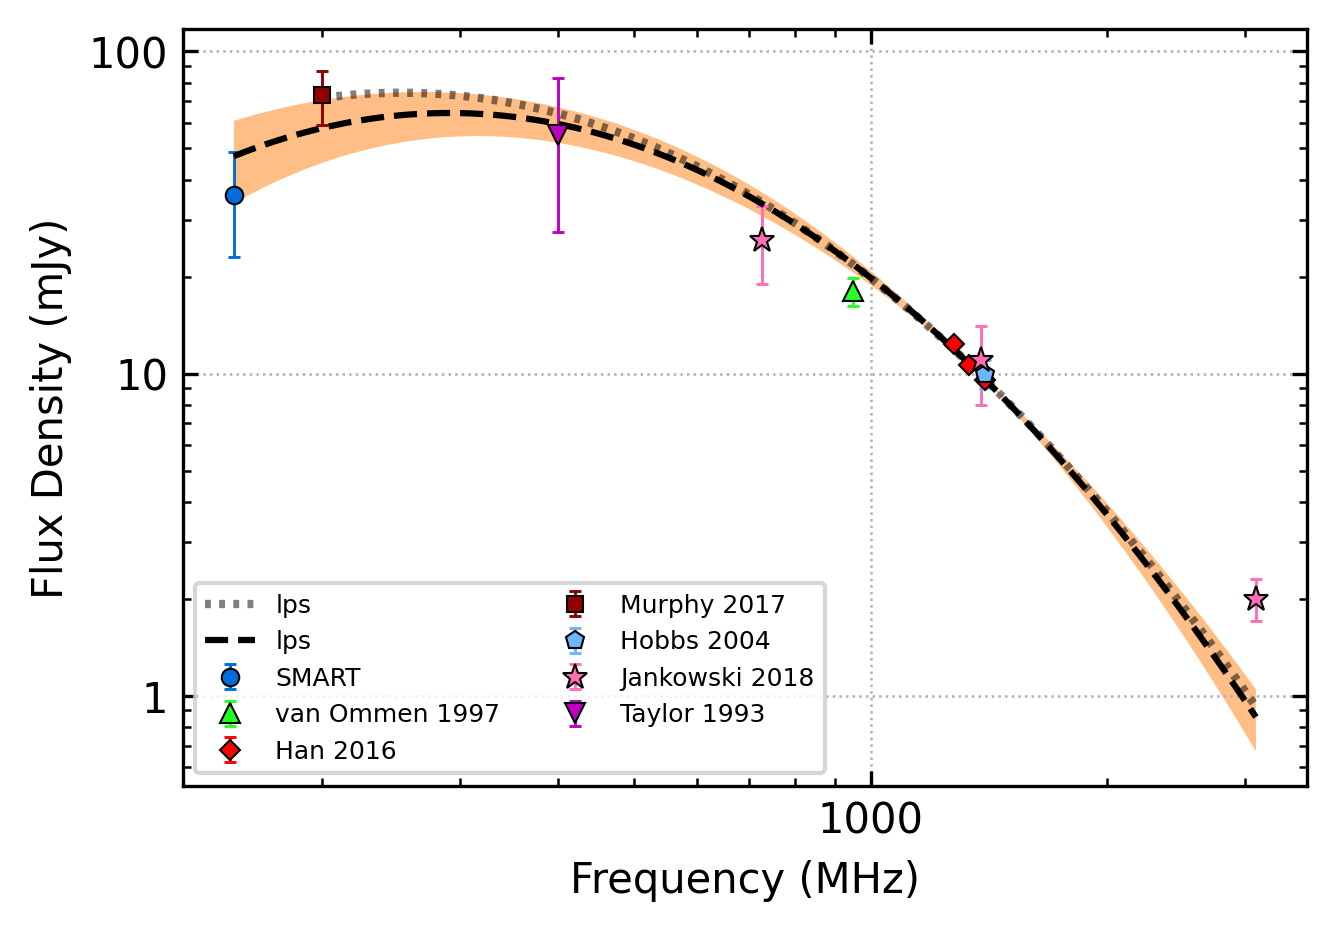 100
10
1
Flux Density (mJy)
lps
lps
SMART
van Ommen 1997
Han 2016
Murphy 2017
Hobbs 2004
Jankowski 2018
Taylor 1993
1000
Frequency (MHz)